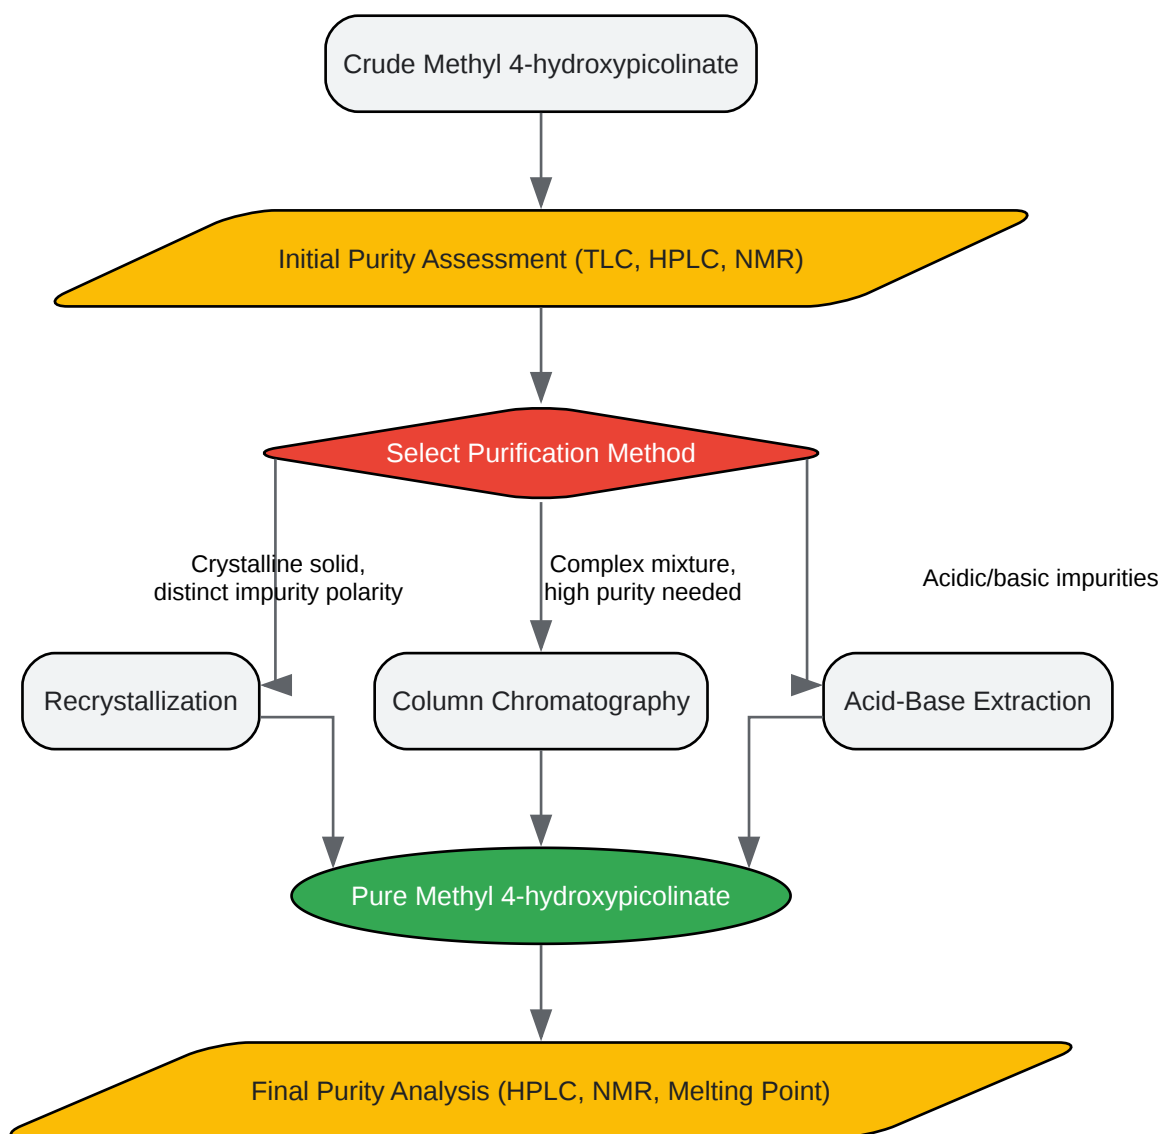 Crude Methyl 4-hydroxypicolinate
Initial Purity Assessment (TLC, HPLC, NMR)
Select Purification Method
Crystalline solid,
distinct impurity polarity
Complex mixture,
high purity needed
Acidic/basic impurities
Recrystallization
Column Chromatography
Acid-Base Extraction
Pure Methyl 4-hydroxypicolinate
Final Purity Analysis (HPLC, NMR, Melting Point)